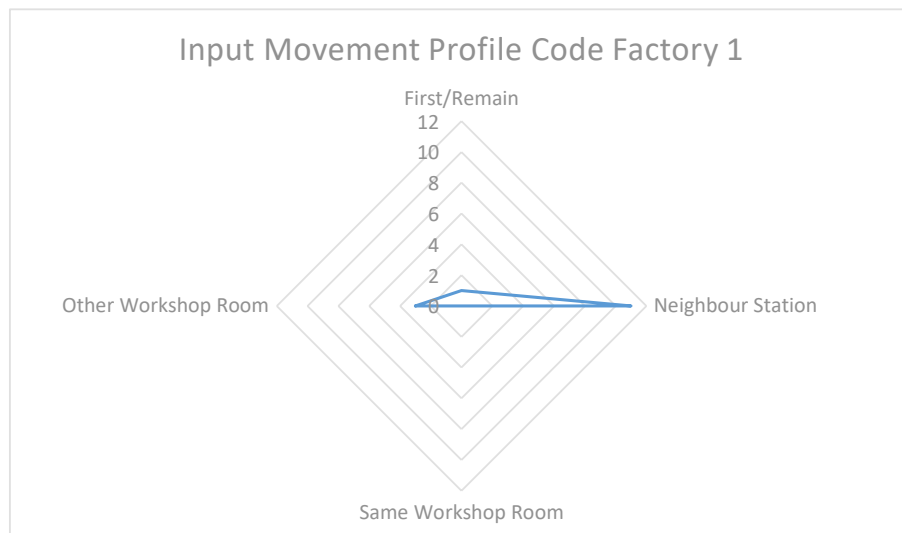 Input Movement Profile Code Factory 1
First/Remain
12
10
8
6
4
2
0
Other Workshop Room
Neighbour Station
Same Workshop Room